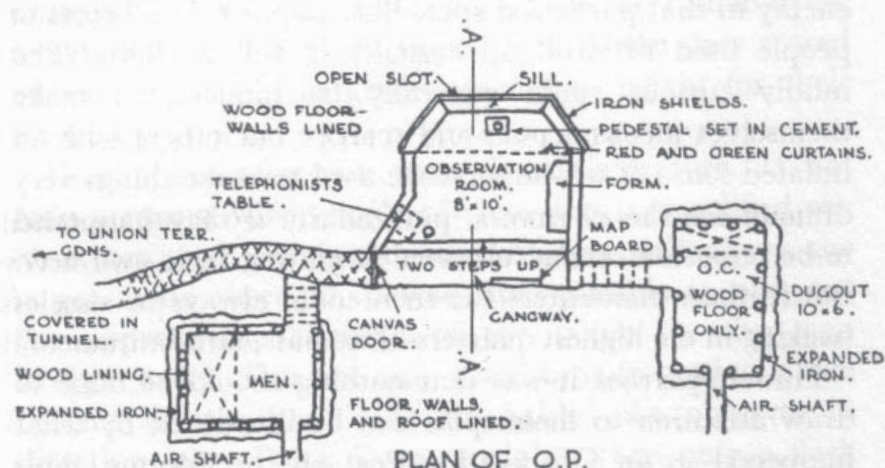 A
OPEN SLOT.
SILL.
WOOD FLOOR-
WALLS LINED
IRON SHIELDS.
PEDESTAL SET IN CEMENT.
RED AND GREEN CURTAINS.
OBSERVATION
ROOM.
8'x 10'.
FORM.
TELEPHONISTS
TABLE.
TO UNION TERR.
GDNS.
MAP
BOARD
TWO STEPS UP
O.C.
WOOD
FLOOR
ONLY.
DUGOUT
10'x 6'.
COVERED IN
TUNNEL.
CANVAS
DOOR.
GANGWAY.
WOOD LINING.
MEN
EXPANDED
IRON.
EXPANDED IRON.
FLOOR, WALLS,
AND ROOF LINED.
A
AIR SHAFT.
AIR SHAFT.
PLAN OF O.P.